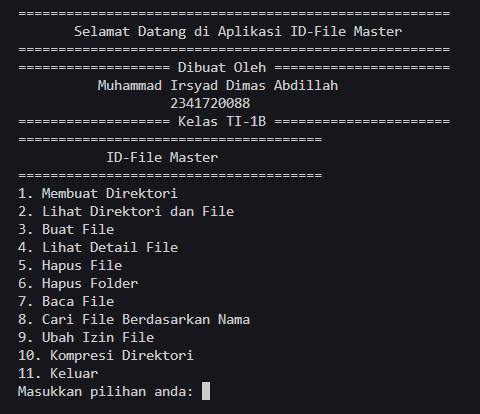 ======================================================
Selamat Datang di Aplikasi ID-File Master
======================================================
=================== Dibuat Oleh ======================
Muhammad Irsyad Dimas Abdillah
2341720088
=================== Kelas TI-1B ======================
======================================
ID-File Master
======================================
1. Membuat Direktori
2. Lihat Direktori dan File
3. Buat File
4. Lihat Detail File
5. Hapus File
6. Hapus Folder
7. Baca File
8. Cari File Berdasarkan Nama
9. Ubah Izin File
10. Kompresi Direktori
11. Keluar
Masukkan pilihan anda: